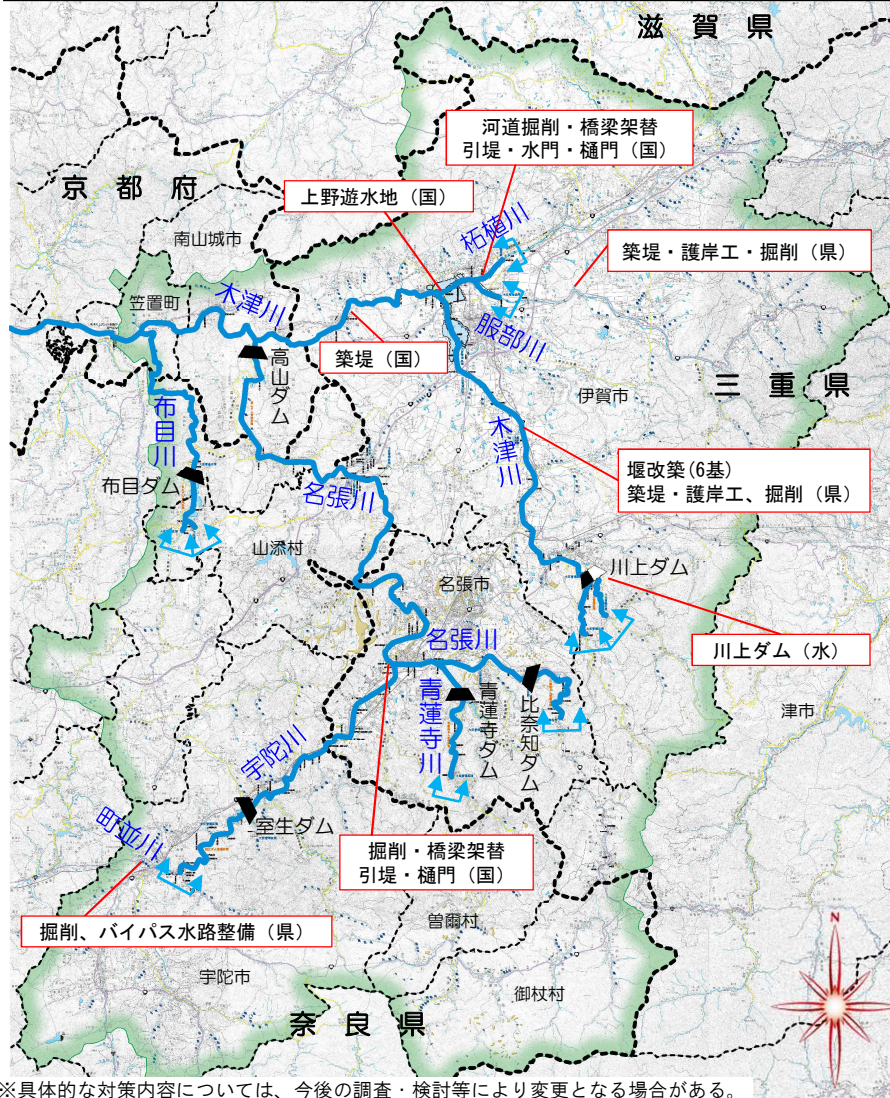 滋賀県
河道掘削・橋梁架替
引堤・水門・樋門（国）
京都府
上野遊水地（国）
柘植川
南山城市
築堤・護岸工・掘削（県）
笠置町
木津川
服部川
築堤（国）
高山ダム
三重県
伊賀市
布目川
木津川
布目ダム
名張川
堰改築(6基)
築堤・護岸工、掘削（県）
山添村
川上ダム
名張市
名張川
川上ダム（水）
青蓮寺川
青蓮寺ダム
比奈知ダム
津市
宇陀川
室生ダム
町並川
掘削・橋梁架替
引堤・樋門（国）
曽爾村
掘削、バイパス水路整備（県）
N
宇陀市
御杖村
奈良県
※具体的な対策内容については、今後の調査・検討等により変更となる場合がある。